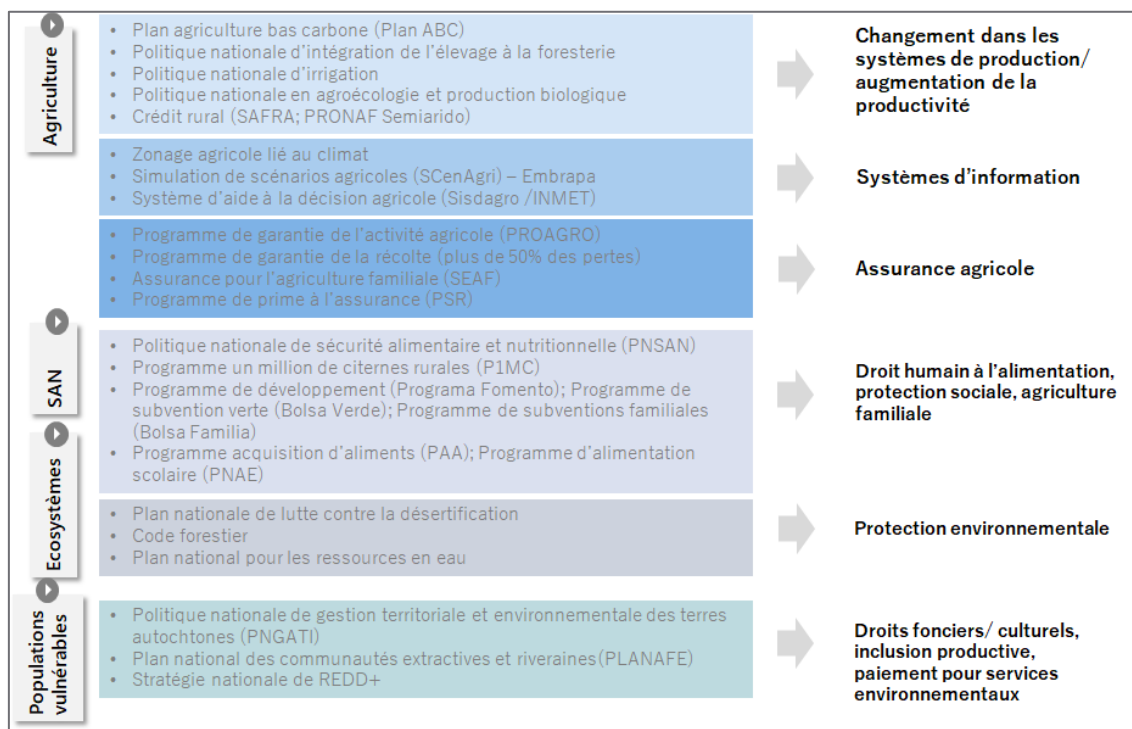 Agriculture
• Plan agriculture bas carbone (Plan ABC)
• Politique nationale d’intégration de l’élevage à la foresterie
• Politique nationale d’irrigation
• Politique nationale en agroécologie et production biologique
• Crédit rural (SAFRA; PRONAF Semiarido)
Changement dans les
systèmes de production/
augmentation de la
productivité
• Zonage agricole lié au climat
• Simulation de scénarios agricoles (SCenAgri) – Embrapa
• Système d’aide à la décision agricole (Sisdagro /INMET)
Systèmes d’information
• Programme de garantie de l’activité agricole (PROAGRO)
• Programme de garantie de la récolte (plus de 50% des pertes)
• Assurance pour l’agriculture familiale (SEAF)
• Programme de prime à l’assurance (PSR)
Assurance agricole
SAN
• Politique nationale de sécurité alimentaire et nutritionnelle (PNSAN)
• Programme un million de citernes rurales (P1MC)
• Programme de développement (Programa Fomento); Programme de
subvention verte (Bolsa Verde); Programme de subventions familiales
(Bolsa Familia)
• Programme acquisition d’aliments (PAA); Programme d’alimentation
scolaire (PNAE)
Droit humain à l’alimentation,
protection sociale, agriculture
familiale
Ecosystèmes
• Plan nationale de lutte contre la désertification
• Code forestier
• Plan national pour les ressources en eau
Protection environnementale
Populations
vulnérables
• Politique nationale de gestion territoriale et environnementale des terres
autochtones (PNGATI)
• Plan national des communautés extractives et riveraines (PLANAFE)
• Stratégie nationale de REDD+
Droits fonciers/ culturels,
inclusion productive,
paiement pour services
environnementaux